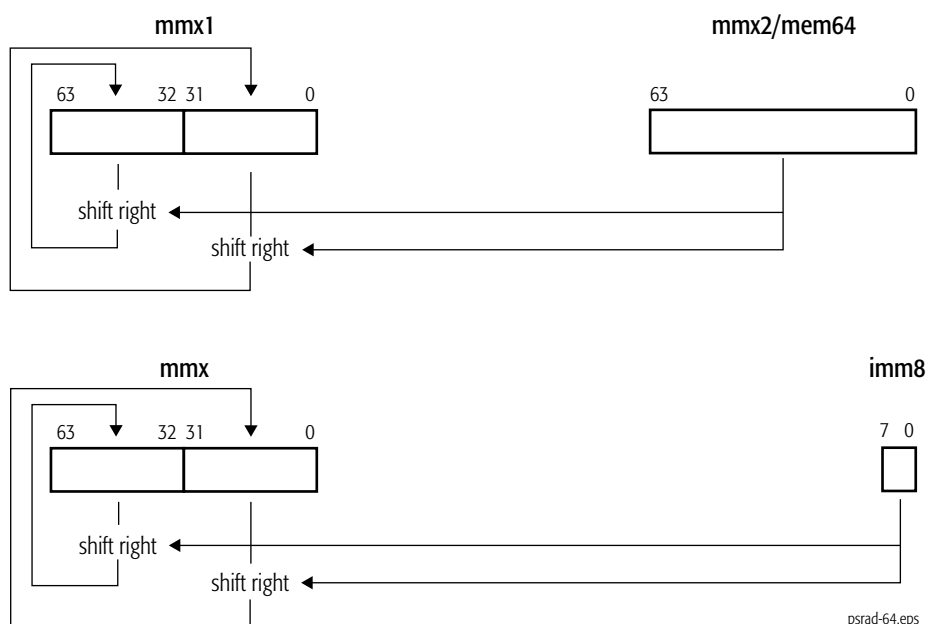 mmx1 mmx2/mem64
63 32 31 0 63 0
shift right
shift right
mmx imm8
63 32 31 0 7 0
shift right
shift right
psrad-64.eps